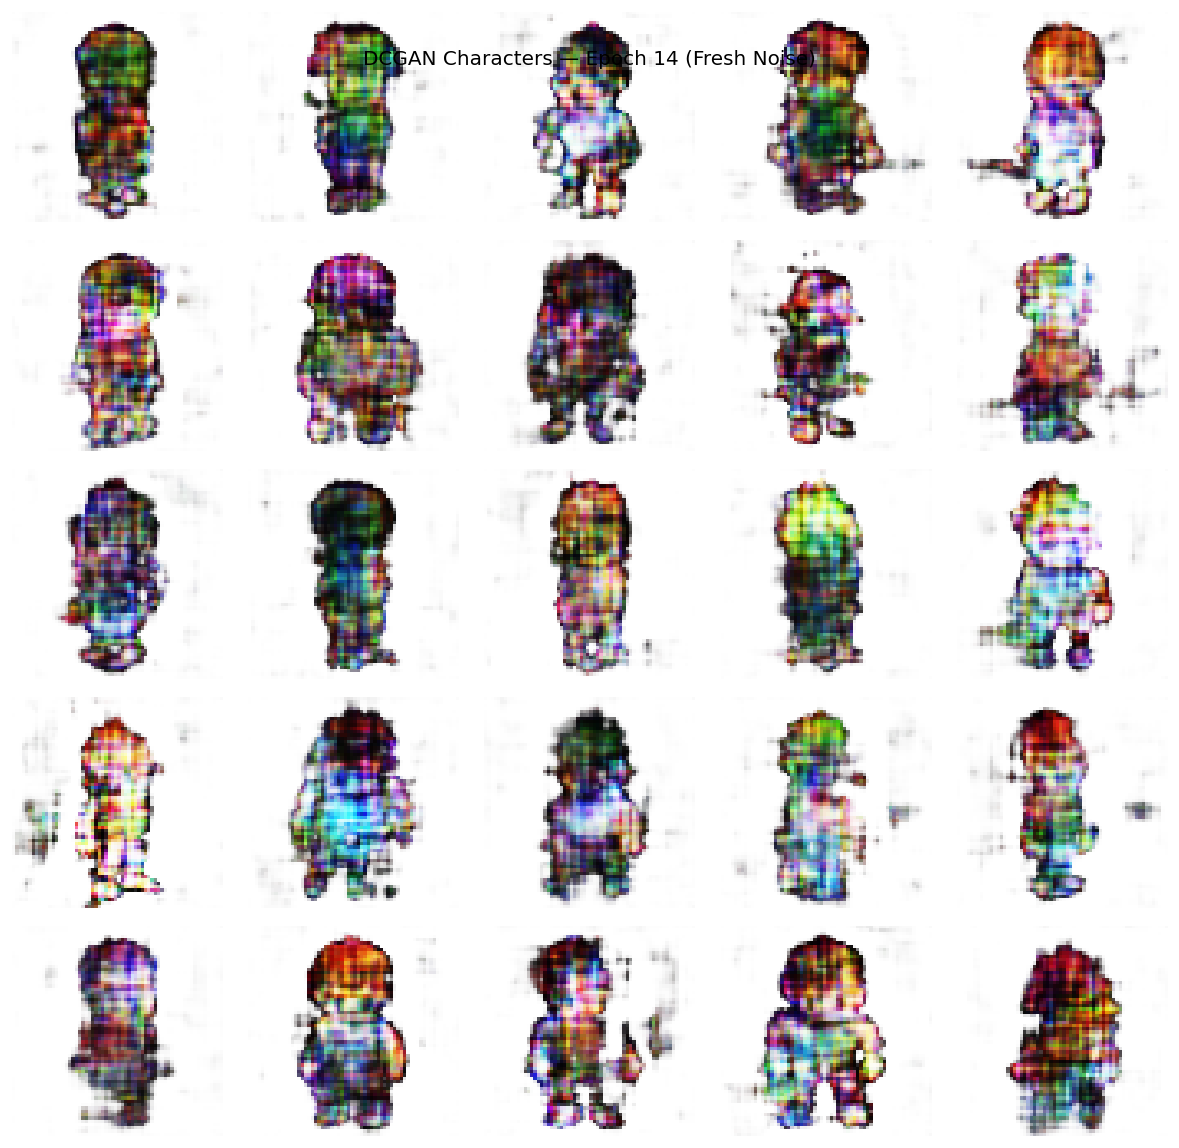 DCGAN Characters — Epoch 14 (Fresh Noise)